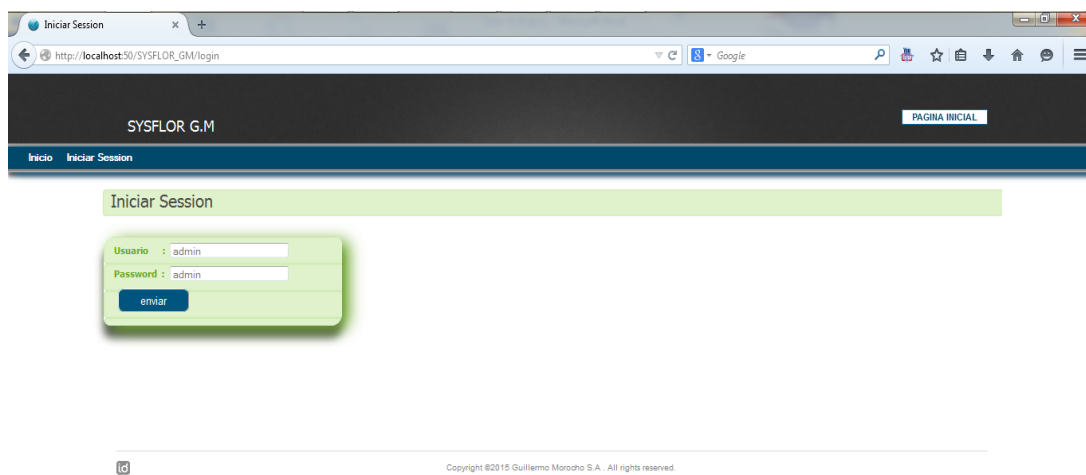 Iniciar Session
http://localhost:50/SYSFLOR_GM/login
Google
SYSFLOR G.M
PAGINA INICIAL
Inicio Iniciar Session
Iniciar Session
Usuario : admin
Password : admin
enviar
Copyright ©2015 Guillermo Morocho S.A . All rights reserved.